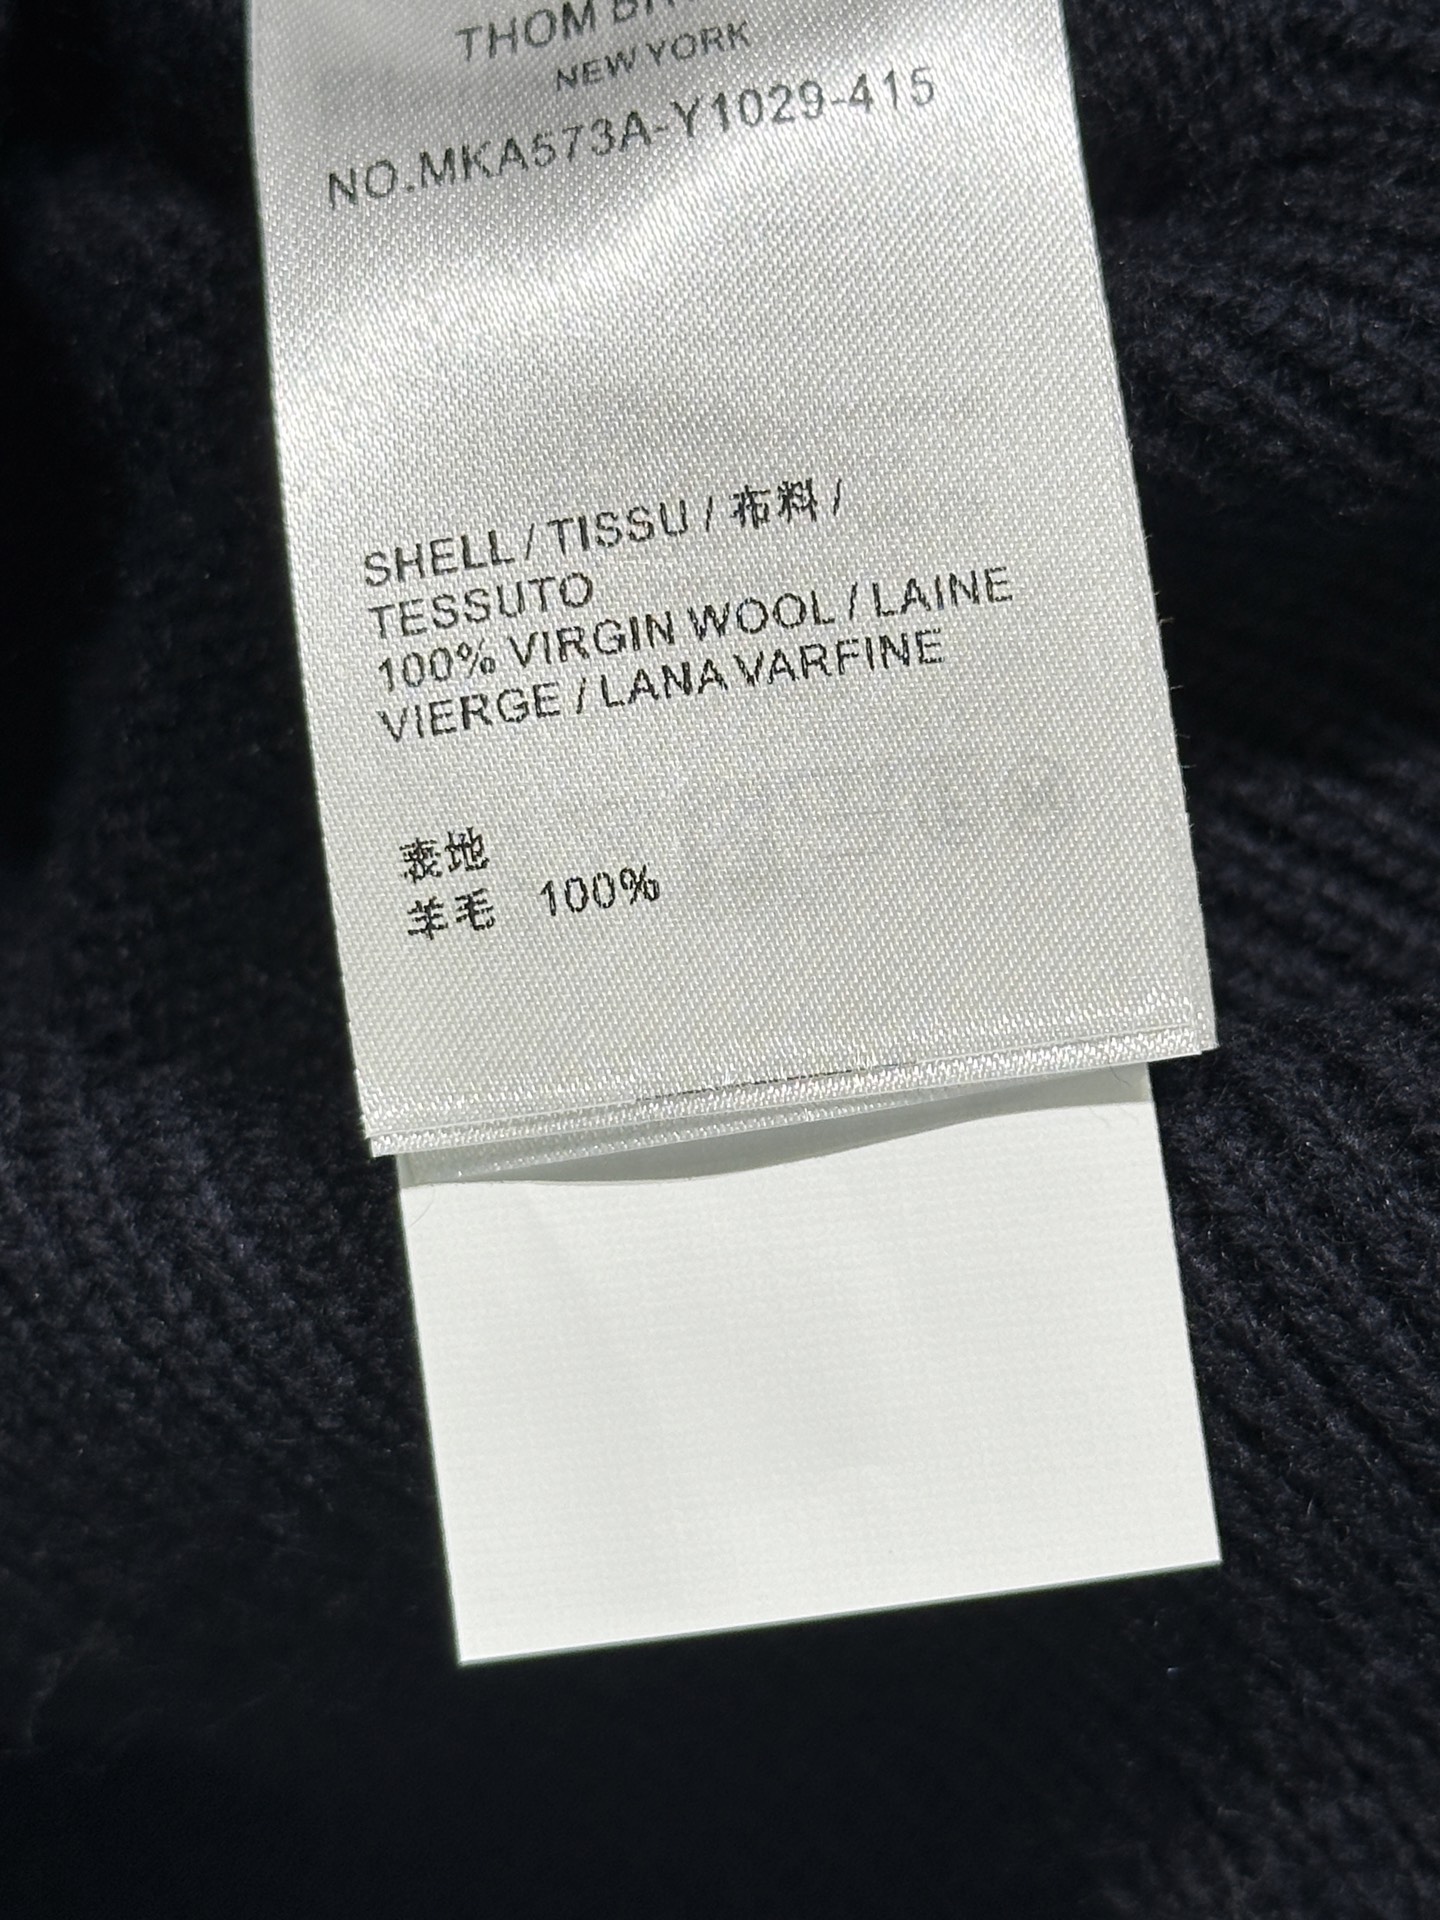 THOM
NEW YORK
NO.MKA573A-Y1029-415
SHELL / TISSU / 布料 /
TESSUTO
100% VIRGIN WOOL / LAINE
VIERGE / LANA VARFINE
表地
羊毛 100%